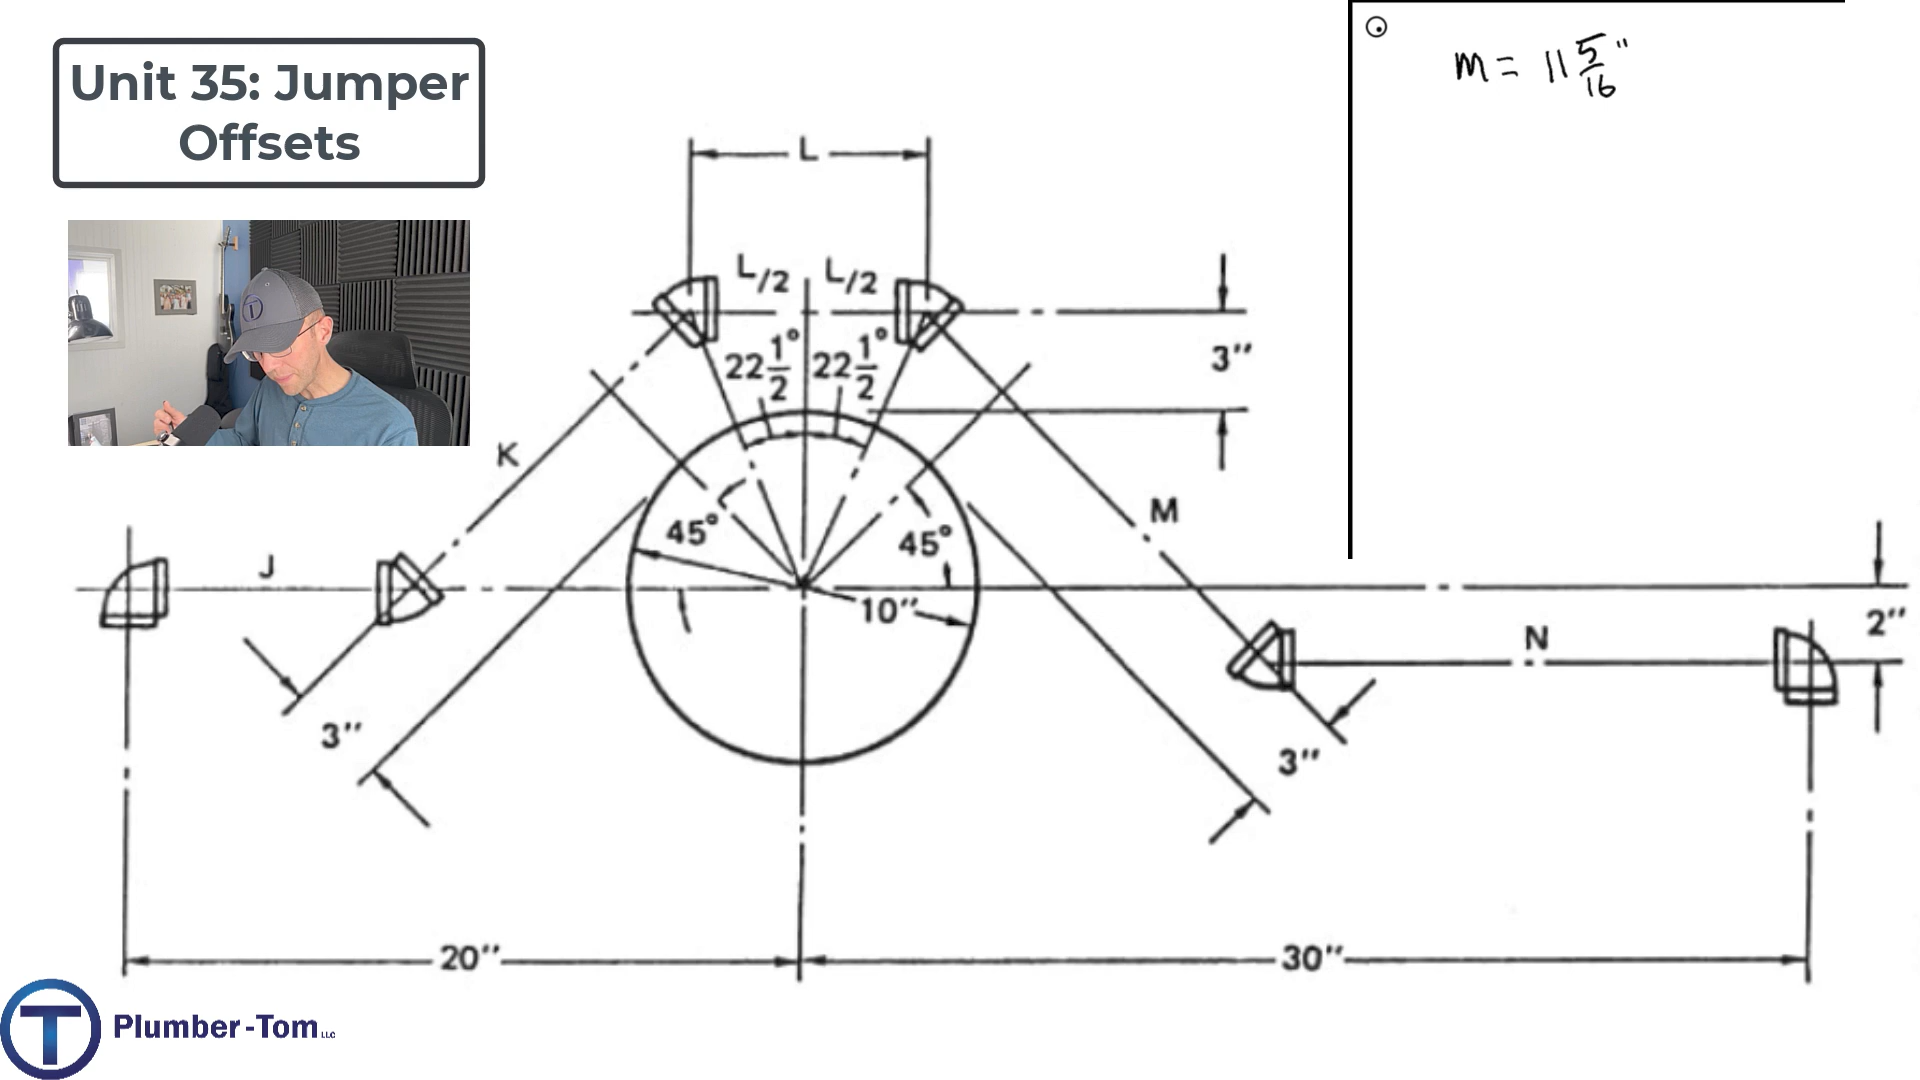 Unit 35: Jumper
Offsets
m = 11 5/16"
L
L/2 L/2
22 1/2° 22 1/2°
3"
K
M
45°
45°
J
10"
2"
N
3"
3"
20"
30"
T
Plumber-Tom LLC